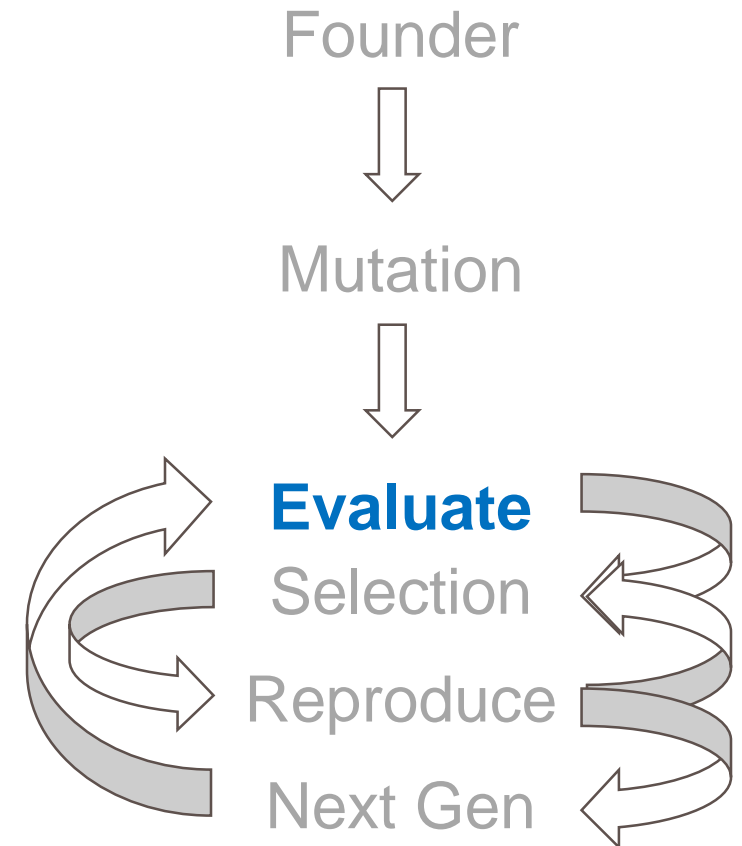 Founder
Mutation
Evaluate
Selection
Reproduce
Next Gen